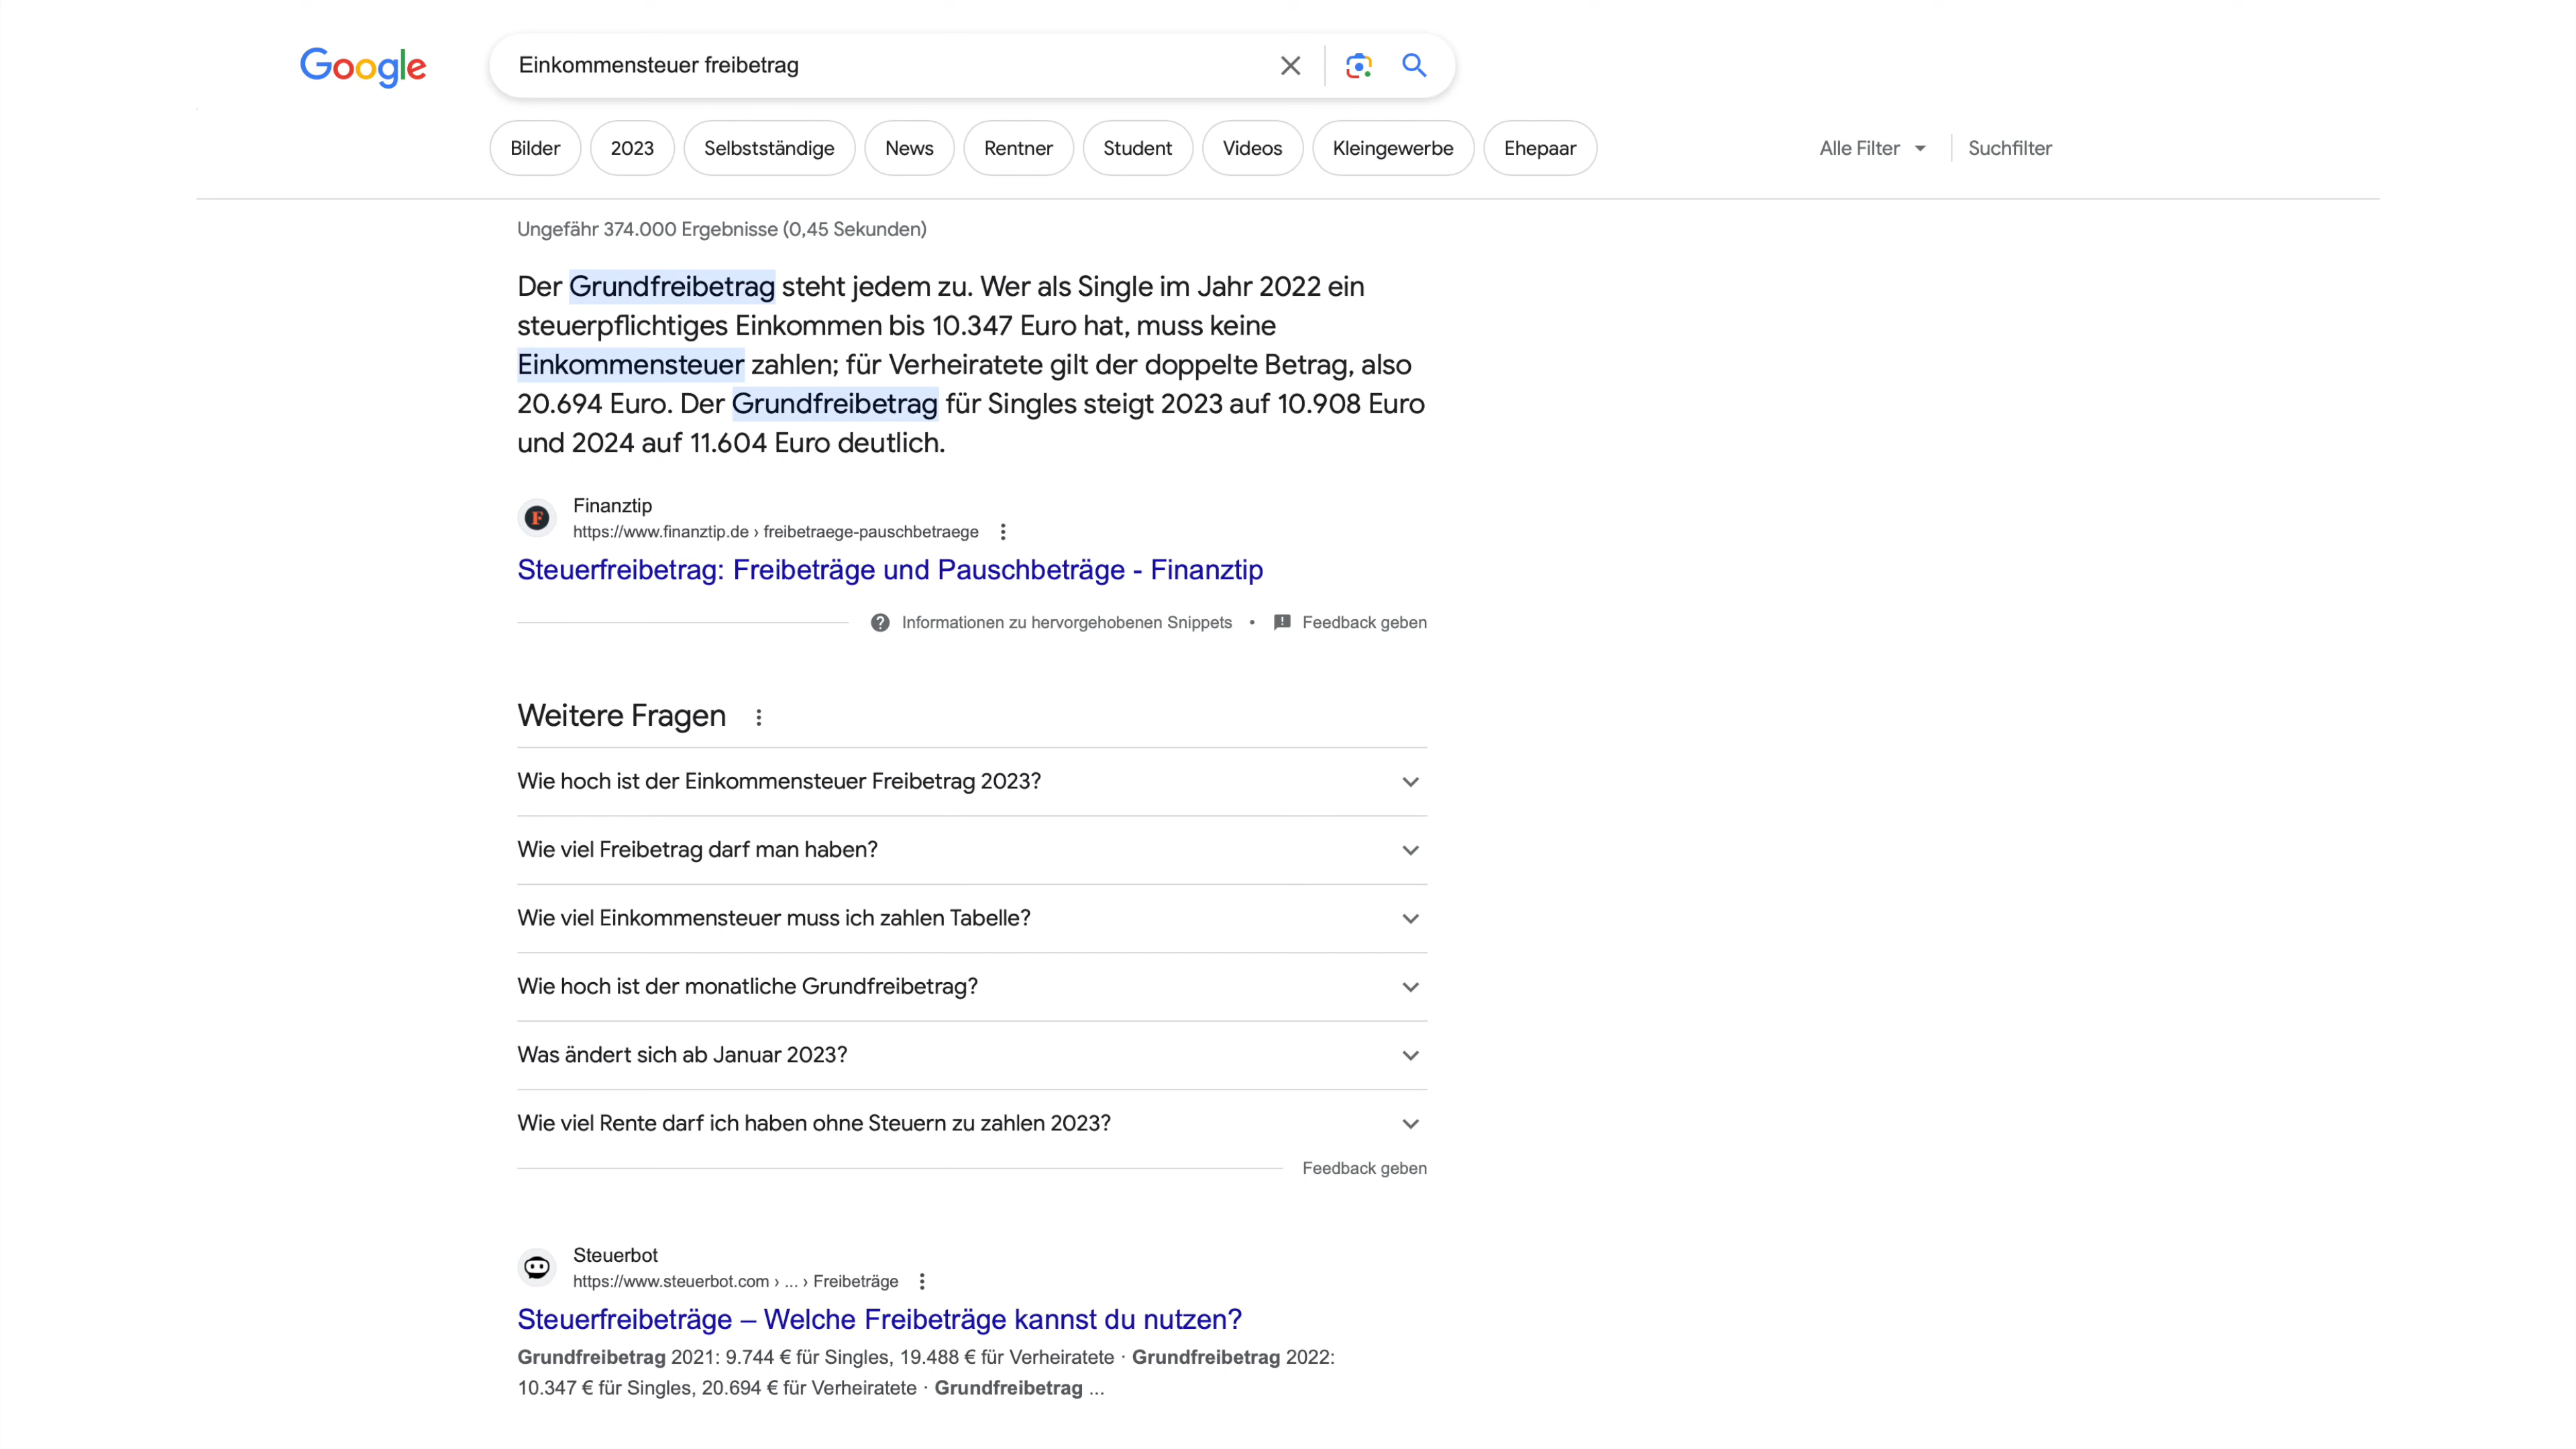 Google
Einkommensteuer freibetrag
Bilder 2023 Selbstständige News Rentner Student Videos Kleingewerbe Ehepaar Alle Filter Suchfilter
Ungefähr 374.000 Ergebnisse (0,45 Sekunden)
Der Grundfreibetrag steht jedem zu. Wer als Single im Jahr 2022 ein
steuerpflichtiges Einkommen bis 10.347 Euro hat, muss keine
Einkommensteuer zahlen; für Verheiratete gilt der doppelte Betrag, also
20.694 Euro. Der Grundfreibetrag für Singles steigt 2023 auf 10.908 Euro
und 2024 auf 11.604 Euro deutlich.
Finanztip
https://www.finanztip.de › freibetraege-pauschbetraege
Steuerfreibetrag: Freibeträge und Pauschbeträge - Finanztip
Informationen zu hervorgehobenen Snippets • Feedback geben
Weitere Fragen
Wie hoch ist der Einkommensteuer Freibetrag 2023?
Wie viel Freibetrag darf man haben?
Wie viel Einkommensteuer muss ich zahlen Tabelle?
Wie hoch ist der monatliche Grundfreibetrag?
Was ändert sich ab Januar 2023?
Wie viel Rente darf ich haben ohne Steuern zu zahlen 2023?
Feedback geben
Steuerbot
https://www.steuerbot.com › ... › Freibeträge
Steuerfreibeträge – Welche Freibeträge kannst du nutzen?
Grundfreibetrag 2021: 9.744 € für Singles, 19.488 € für Verheiratete · Grundfreibetrag 2022:
10.347 € für Singles, 20.694 € für Verheiratete · Grundfreibetrag ...